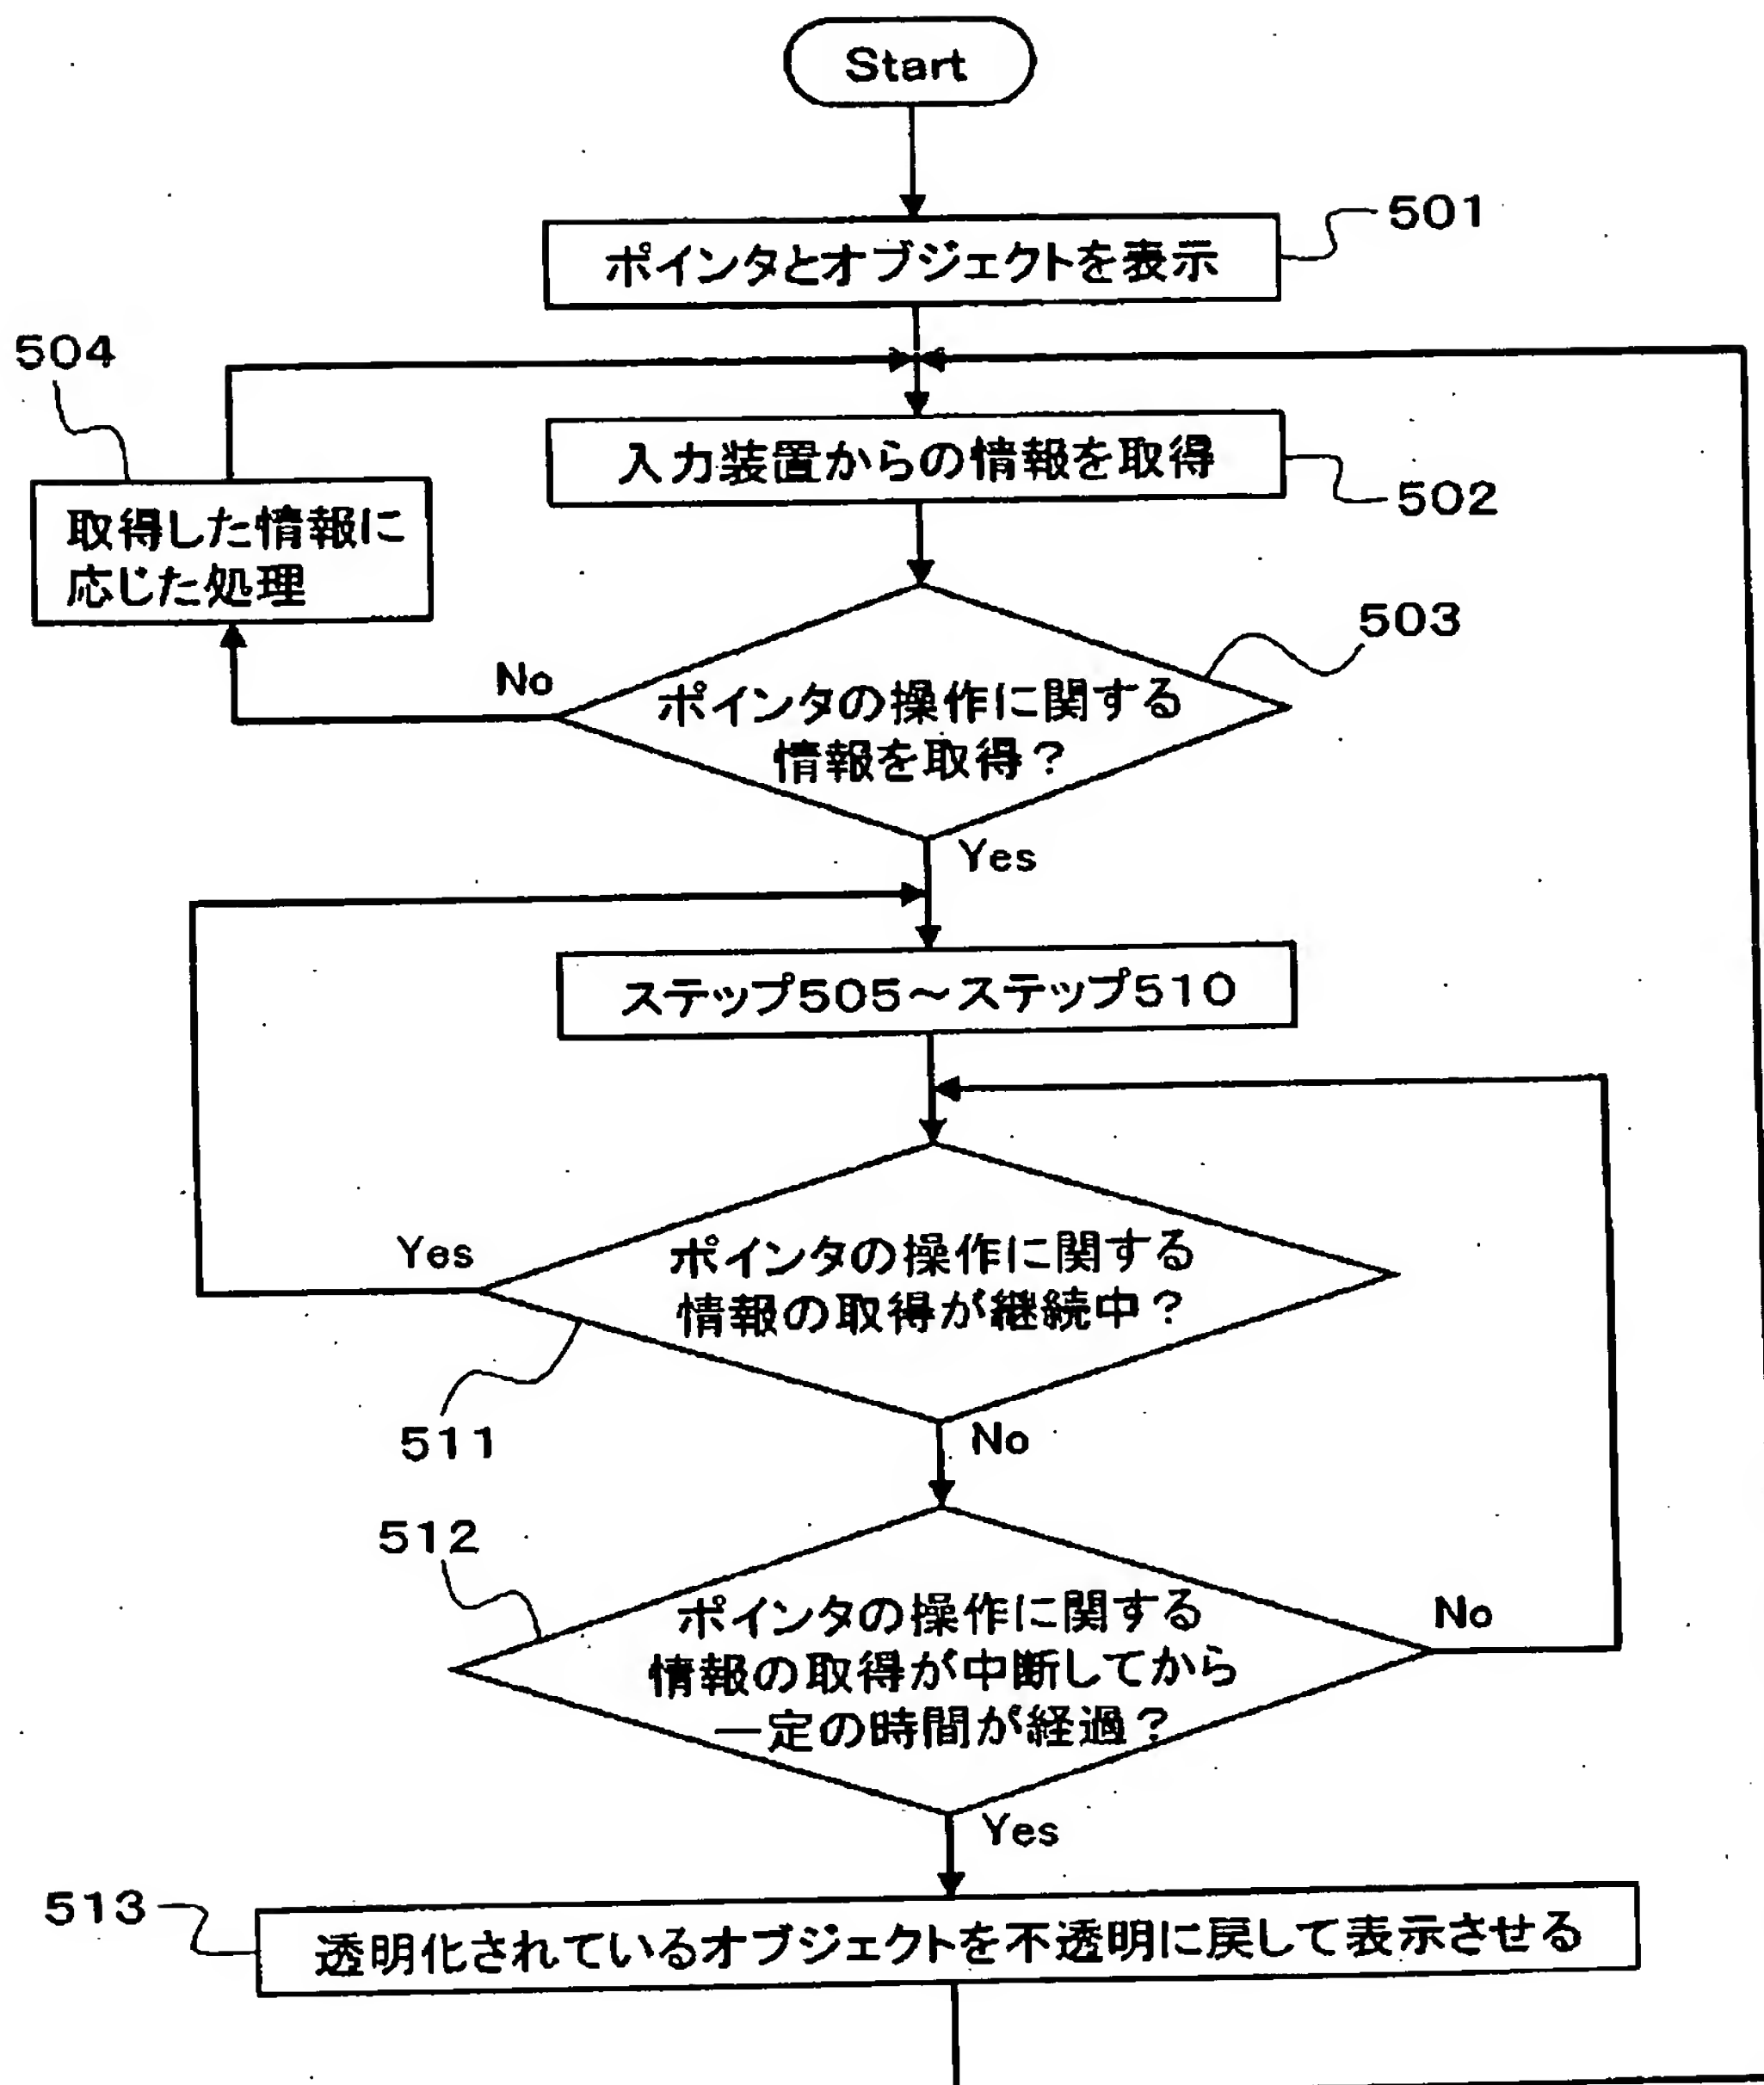 Start
501
ポインタとオブジェクトを表示
504
入力装置からの情報を取得
502
取得した情報に
応じた処理
503
No
ポインタの操作に関する
情報を取得?
Yes
ステップ505~ステップ510
Yes
ポインタの操作に関する
情報の取得が継続中?
511
No
512
ポインタの操作に関する
情報の取得が中断してから
一定の時間が経過?
No
Yes
513
透明化されているオブジェクトを不透明に戻して表示させる